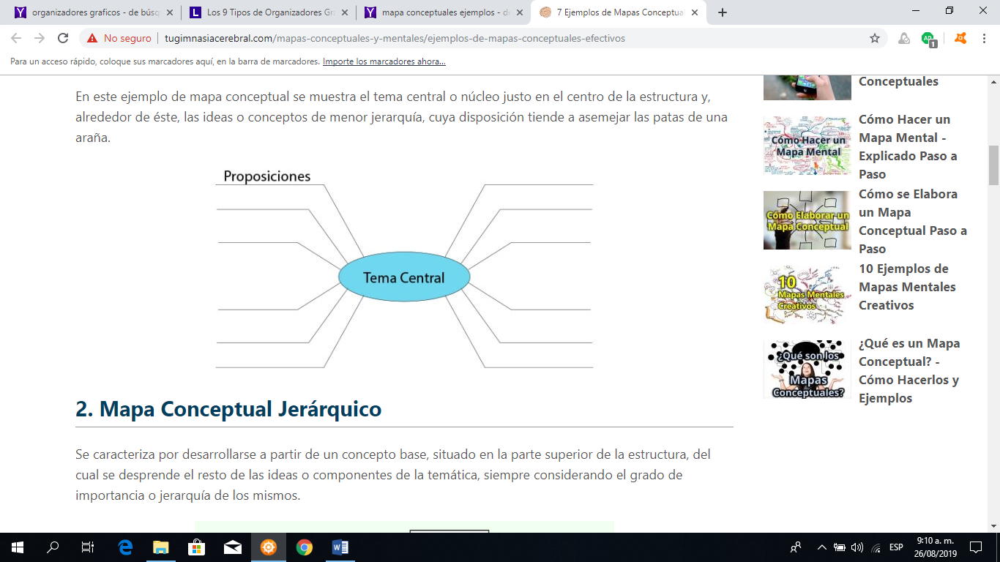 organizadores graficos - de búsq
Los 9 Tipos de Organizadores Gr
mapa conceptuales ejemplos - d
7 Ejemplos de Mapas Conceptua
No seguro
tugimnasiacerebral.com/mapas-conceptuales-y-mentales/ejemplos-de-mapas-conceptuales-efectivos
Para un acceso rápido, coloque sus marcadores aquí, en la barra de marcadores. Importe los marcadores ahora...
En este ejemplo de mapa conceptual se muestra el tema central o núcleo justo en el centro de la estructura y,
alrededor de éste, las ideas o conceptos de menor jerarquía, cuya disposición tiende a asemejar las patas de una
araña.
Proposiciones
Tema Central
2. Mapa Conceptual Jerárquico
Se caracteriza por desarrollarse a partir de un concepto base, situado en la parte superior de la estructura, del
cual se desprende el resto de las ideas o componentes de la temática, siempre considerando el grado de
importancia o jerarquía de los mismos.
Conceptuales
Cómo Hacer un
Mapa Mental
Cómo Hacer un
Mapa Mental -
Explicado Paso a
Paso
Cómo Elaborar un
Mapa Conceptual
Cómo se Elabora
un Mapa
Conceptual Paso a
Paso
10
Mapas Mentales
Creativos
10 Ejemplos de
Mapas Mentales
Creativos
¿Qué son los
Mapas
Conceptuales?
¿Qué es un Mapa
Conceptual? -
Cómo Hacerlos y
Ejemplos
ESP
9:10 a. m.
26/08/2019